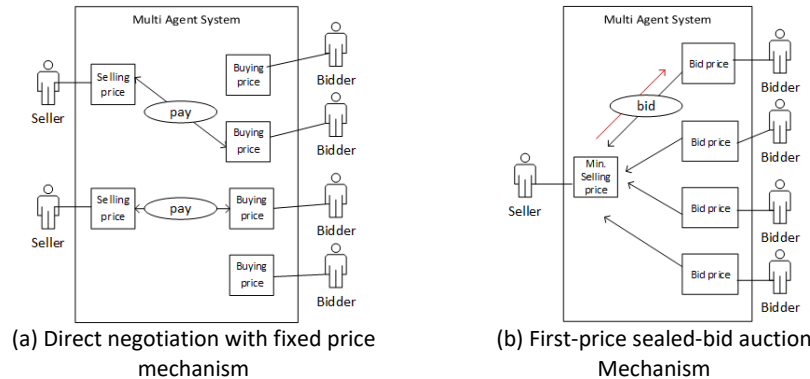 Multi Agent System
Selling
price
Seller
pay
Buying
price
Bidder
Buying
price
Bidder
Selling
price
Seller
pay
Buying
price
Bidder
Buying
price
Bidder
(a) Direct negotiation with fixed price
mechanism
Multi Agent System
Bid price
Bidder
bid
Min.
Selling
price
Seller
Bid price
Bidder
Bid price
Bidder
Bid price
Bidder
(b) First-price sealed-bid auction
Mechanism